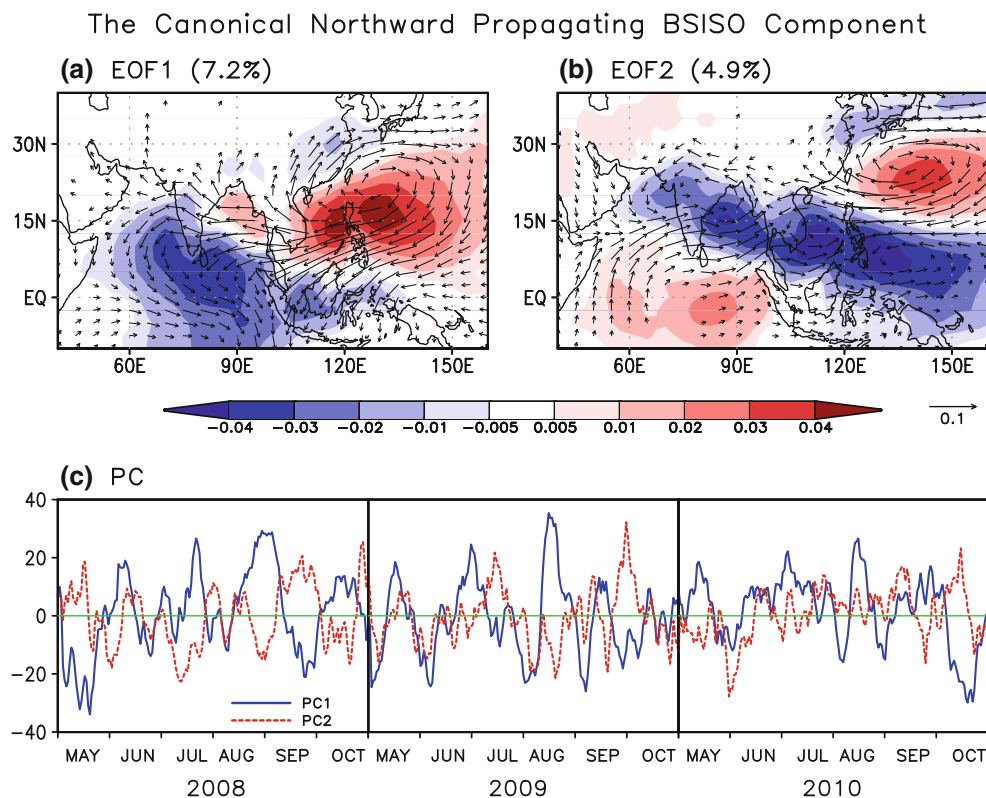 The Canonical Northward Propagating BSISO Component
(a) EOF1 (7.2%)
(b) EOF2 (4.9%)
30N
15N
EQ
60E 90E 120E 150E
30N
15N
EQ
60E 90E 120E 150E
-0.04 -0.03 -0.02 -0.01 -0.005 0.005 0.01 0.02 0.03 0.04
0.1
(c) PC
40
20
0
-20
-40
PC1
PC2
MAY JUN JUL AUG SEP OCT MAY JUN JUL AUG SEP OCT MAY JUN JUL AUG SEP OCT
2008 2009 2010